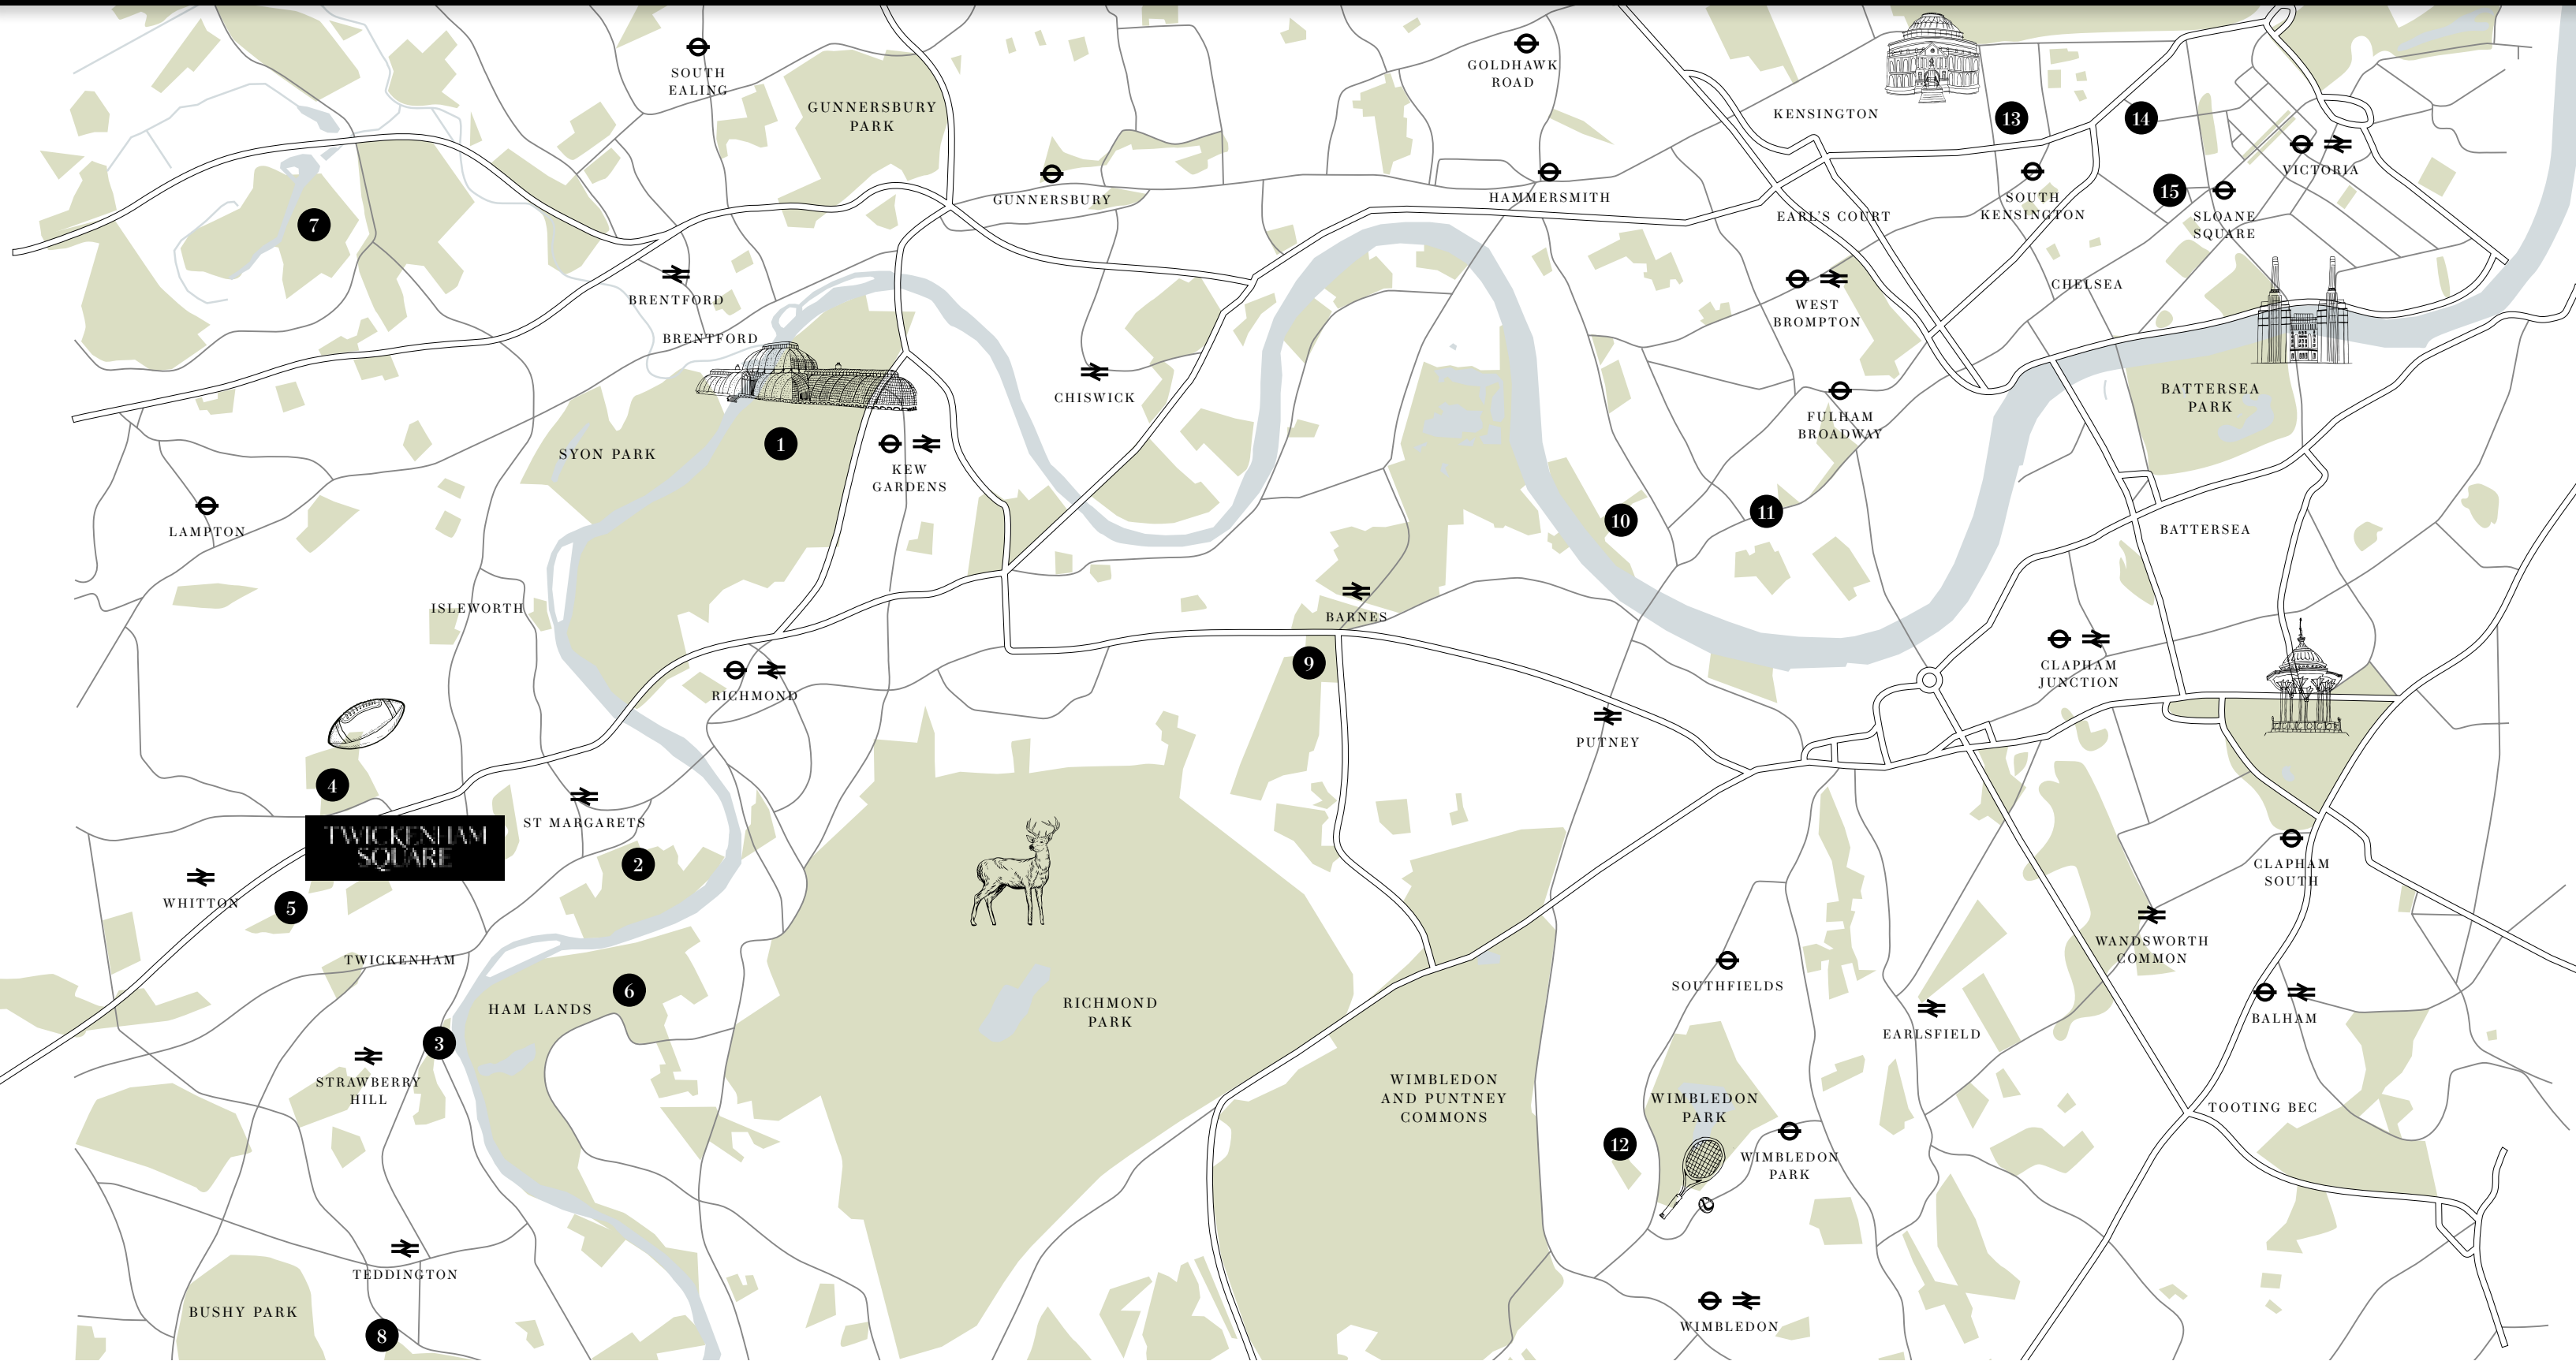 SOUTH
EALING
GUNNERSBURY
PARK
GOLDHAWK
ROAD
KENSINGTON
13
14
GUNNERSBURY
HAMMERSMITH
VICTORIA
15
EARL'S COURT
SOUTH
KENSINGTON
SLOANE
SQUARE
7
BRENTFORD
BRENTFORD
CHELSEA
WEST
BROMPTON
CHISWICK
BATTERSEA
PARK
FULHAM
BROADWAY
1
SYON PARK
KEW
GARDENS
LAMPTON
10
11
BATTERSEA
ISLEWORTH
BARNES
9
RICHMOND
CLAPHAM
JUNCTION
PUTNEY
4
TWICKENHAM
SQUARE
ST MARGARETS
2
WHITTON
5
CLAPHAM
SOUTH
TWICKENHAM
WANDSWORTH
COMMON
6
HAM LANDS
RICHMOND
PARK
SOUTHFIELDS
EARLSFIELD
BALHAM
3
STRAWBERRY
HILL
WIMBLEDON
AND PUNTNEY
COMMONS
WIMBLEDON
PARK
TOOTING BEC
12
WIMBLEDON
PARK
TEDDINGTON
BUSHY PARK
8
WIMBLEDON